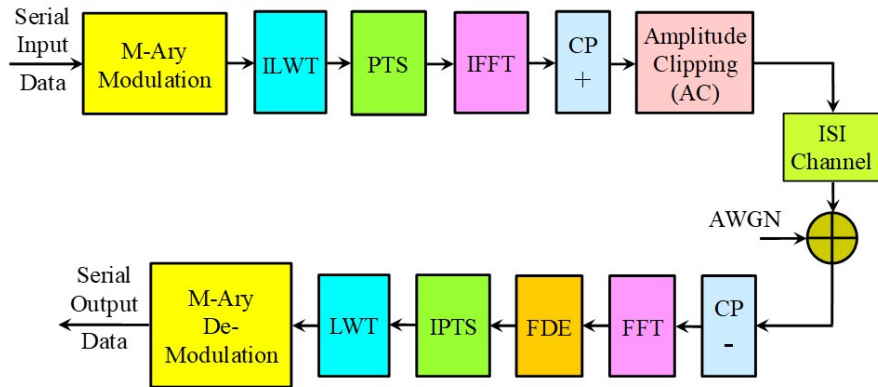 Serial
Input
Data
M-Ary
Modulation
ILWT
PTS
IFFT
CP
+
Amplitude
Clipping
(AC)
ISI
Channel
AWGN
CP
-
FFT
FDE
IPTS
LWT
M-Ary
De-
Modulation
Serial
Output
Data